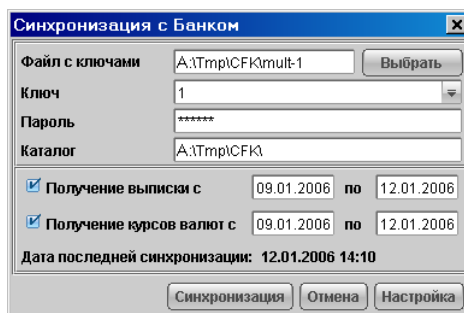 Синхронизация с Банком
Файл с ключами A:\Tmp\CFK\mult-1 Выбрать
Ключ 1
Пароль ******
Каталог A:\Tmp\CFK\
Получение выписки с 09.01.2006 по 12.01.2006
Получение курсов валют с 09.01.2006 по 12.01.2006
Дата последней синхронизации: 12.01.2006 14:10
Синхронизация Отмена Настройка